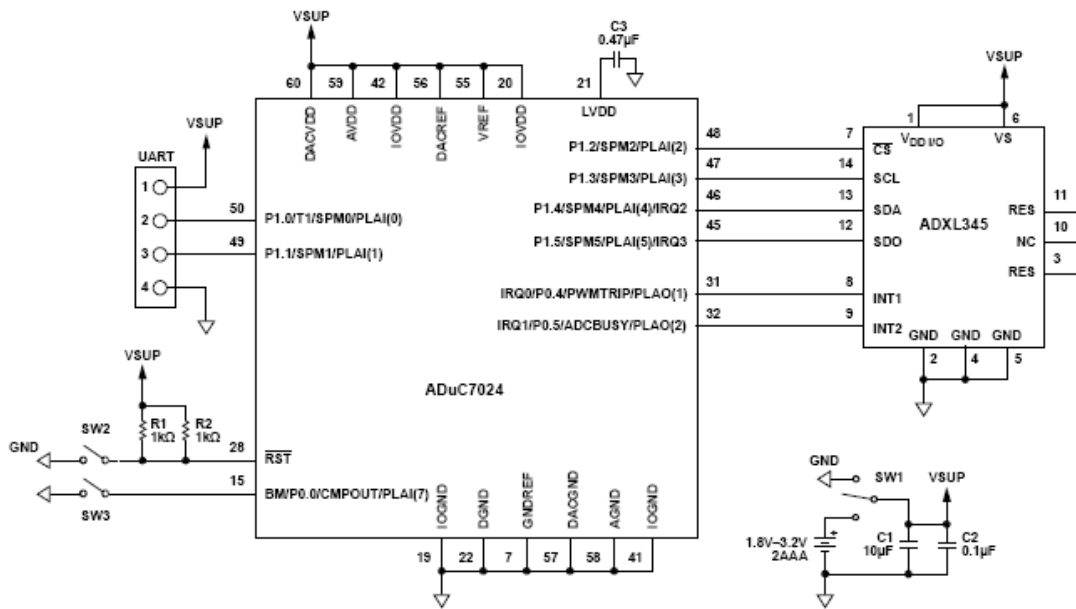 VSUP
C3
0.47µF
VSUP
60 59 42 56 55 20 21
DACVDD
AVDD
IOVDD
DACREF
VREF
IOVDD
LVDD
1 6
VDD I/O VS
VSUP
UART
1
2
3
4
50 P1.0/T1/SPM0/PLAI(0)
49 P1.1/SPM1/PLAI(1)
P1.2/SPM2/PLAI(2) 48 7 CS
P1.3/SPM3/PLAI(3) 47 14 SCL
P1.4/SPM4/PLAI(4)/IRQ2 46 13 SDA
P1.5/SPM5/PLAI(5)/IRQ3 45 12 SDO
IRQ0/P0.4/PWMTRIP/PLAO(1) 31 8 INT1
IRQ1/P0.5/ADCBUSY/PLAO(2) 32 9 INT2
ADXL345
RES 11
NC 10
RES 3
GND GND GND
2 4 5
ADuC7024
VSUP
R1
1kΩ
R2
1kΩ
GND
SW2
28 RST
15 BM/P0.0/CMPOUT/PLAI(7)
SW3
IOGND
DGND
GNDREF
DACGND
AGND
IOGND
19 22 7 57 58 41
GND
SW1
VSUP
1.8V–3.2V
2AAA
+
C1
10µF
C2
0.1µF